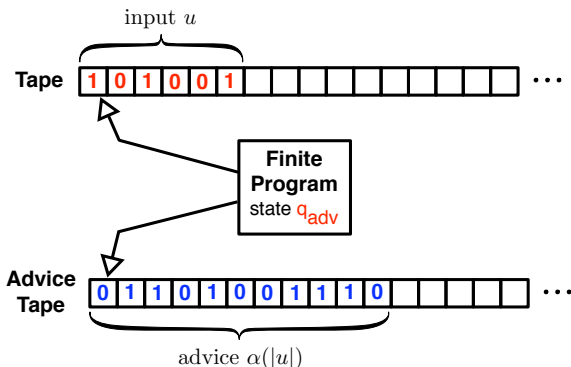 input u
Tape
1 0 1 0 0 1
...
Finite
Program
state q_adv
Advice
Tape
0 1 1 0 1 0 0 1 1 1 0
...
advice α(|u|)